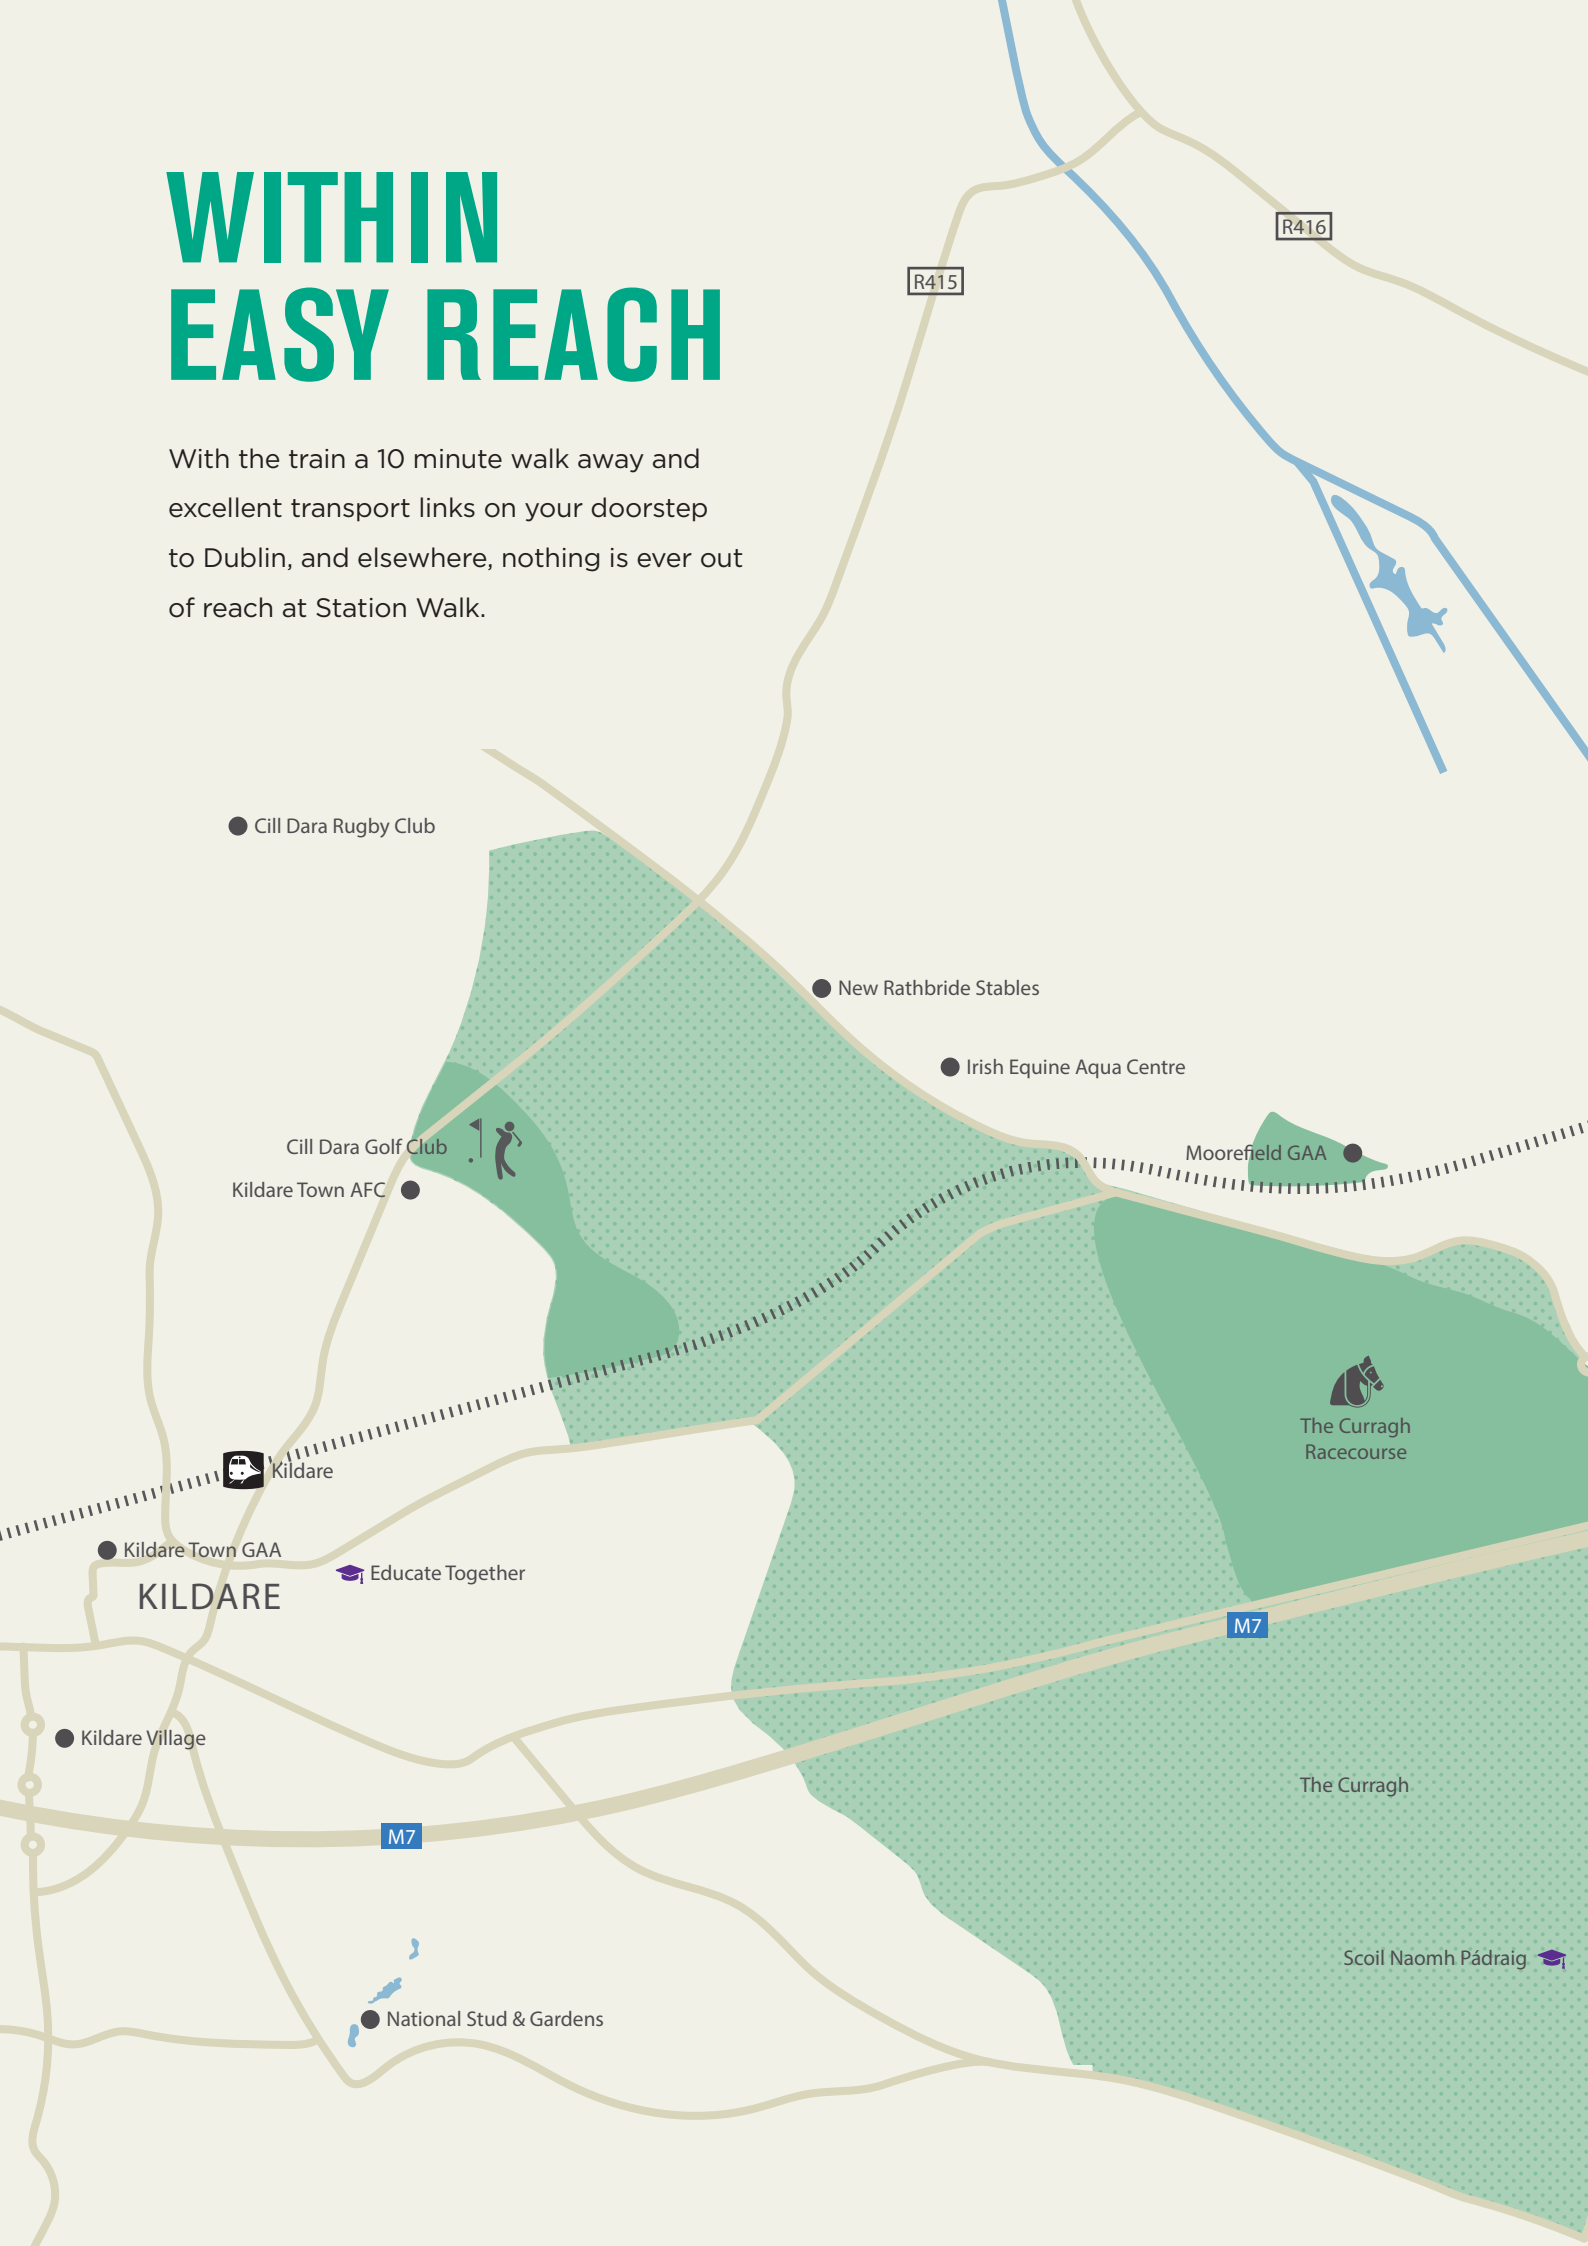 WITHIN
EASY REACH
With the train a 10 minute walk away and
excellent transport links on your doorstep
to Dublin, and elsewhere, nothing is ever out
of reach at Station Walk.
R416
R415
Cill Dara Rugby Club
New Rathbride Stables
Irish Equine Aqua Centre
Cill Dara Golf Club
Moorefield GAA
Kildare Town AFC
The Curragh
Racecourse
Kildare
Kildare Town GAA
Educate Together
KILDARE
M7
Kildare Village
The Curragh
M7
Scoil Naomh Pádraig
National Stud & Gardens